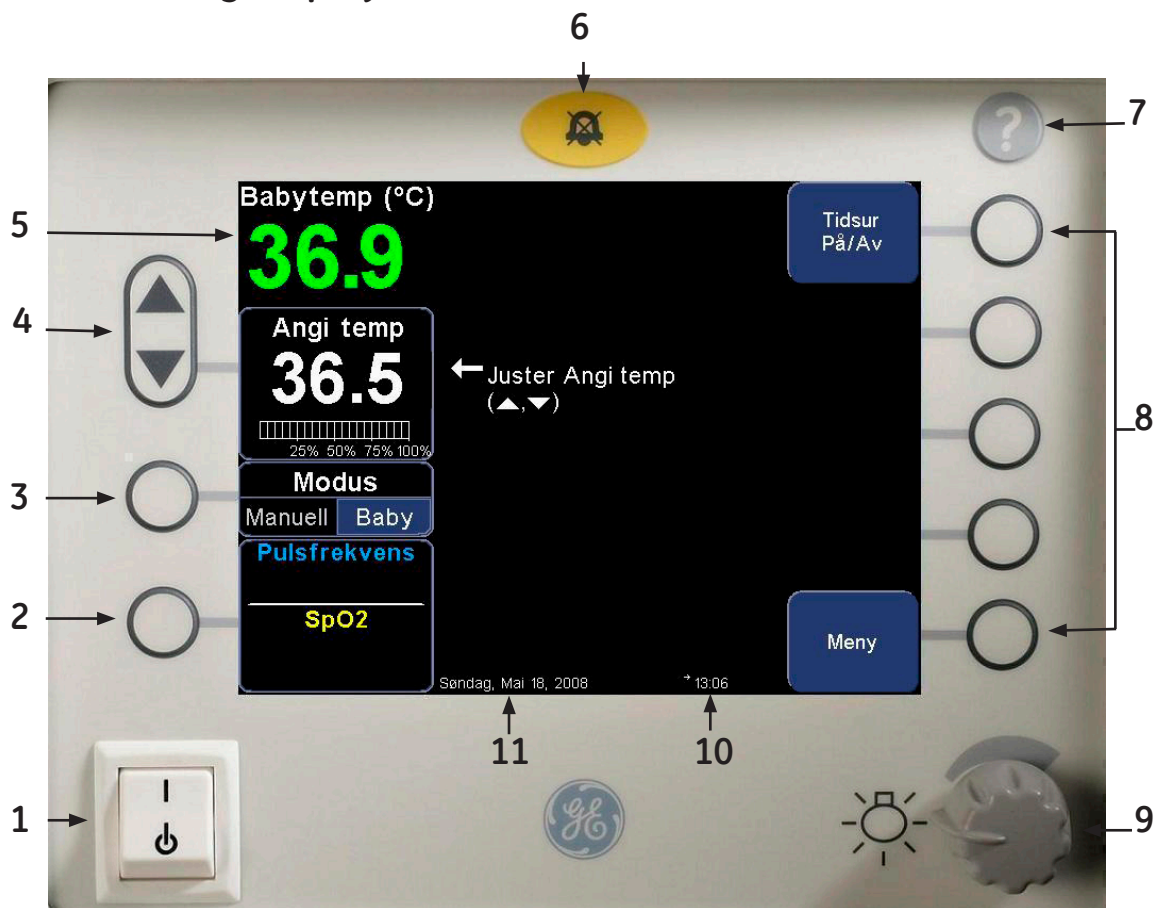 6
7
Babytemp (ºC)
5
36.9
Tidsur
På/Av
4
Angi temp
36.5
Juster Angi temp
(▲,▼)
25% 50% 75% 100%
8
3
Modus
Manuell Baby
Pulsfrekvens
2
SpO2
Meny
Søndag, Mai 18, 2008
13:06
11
10
1
GE
9
?